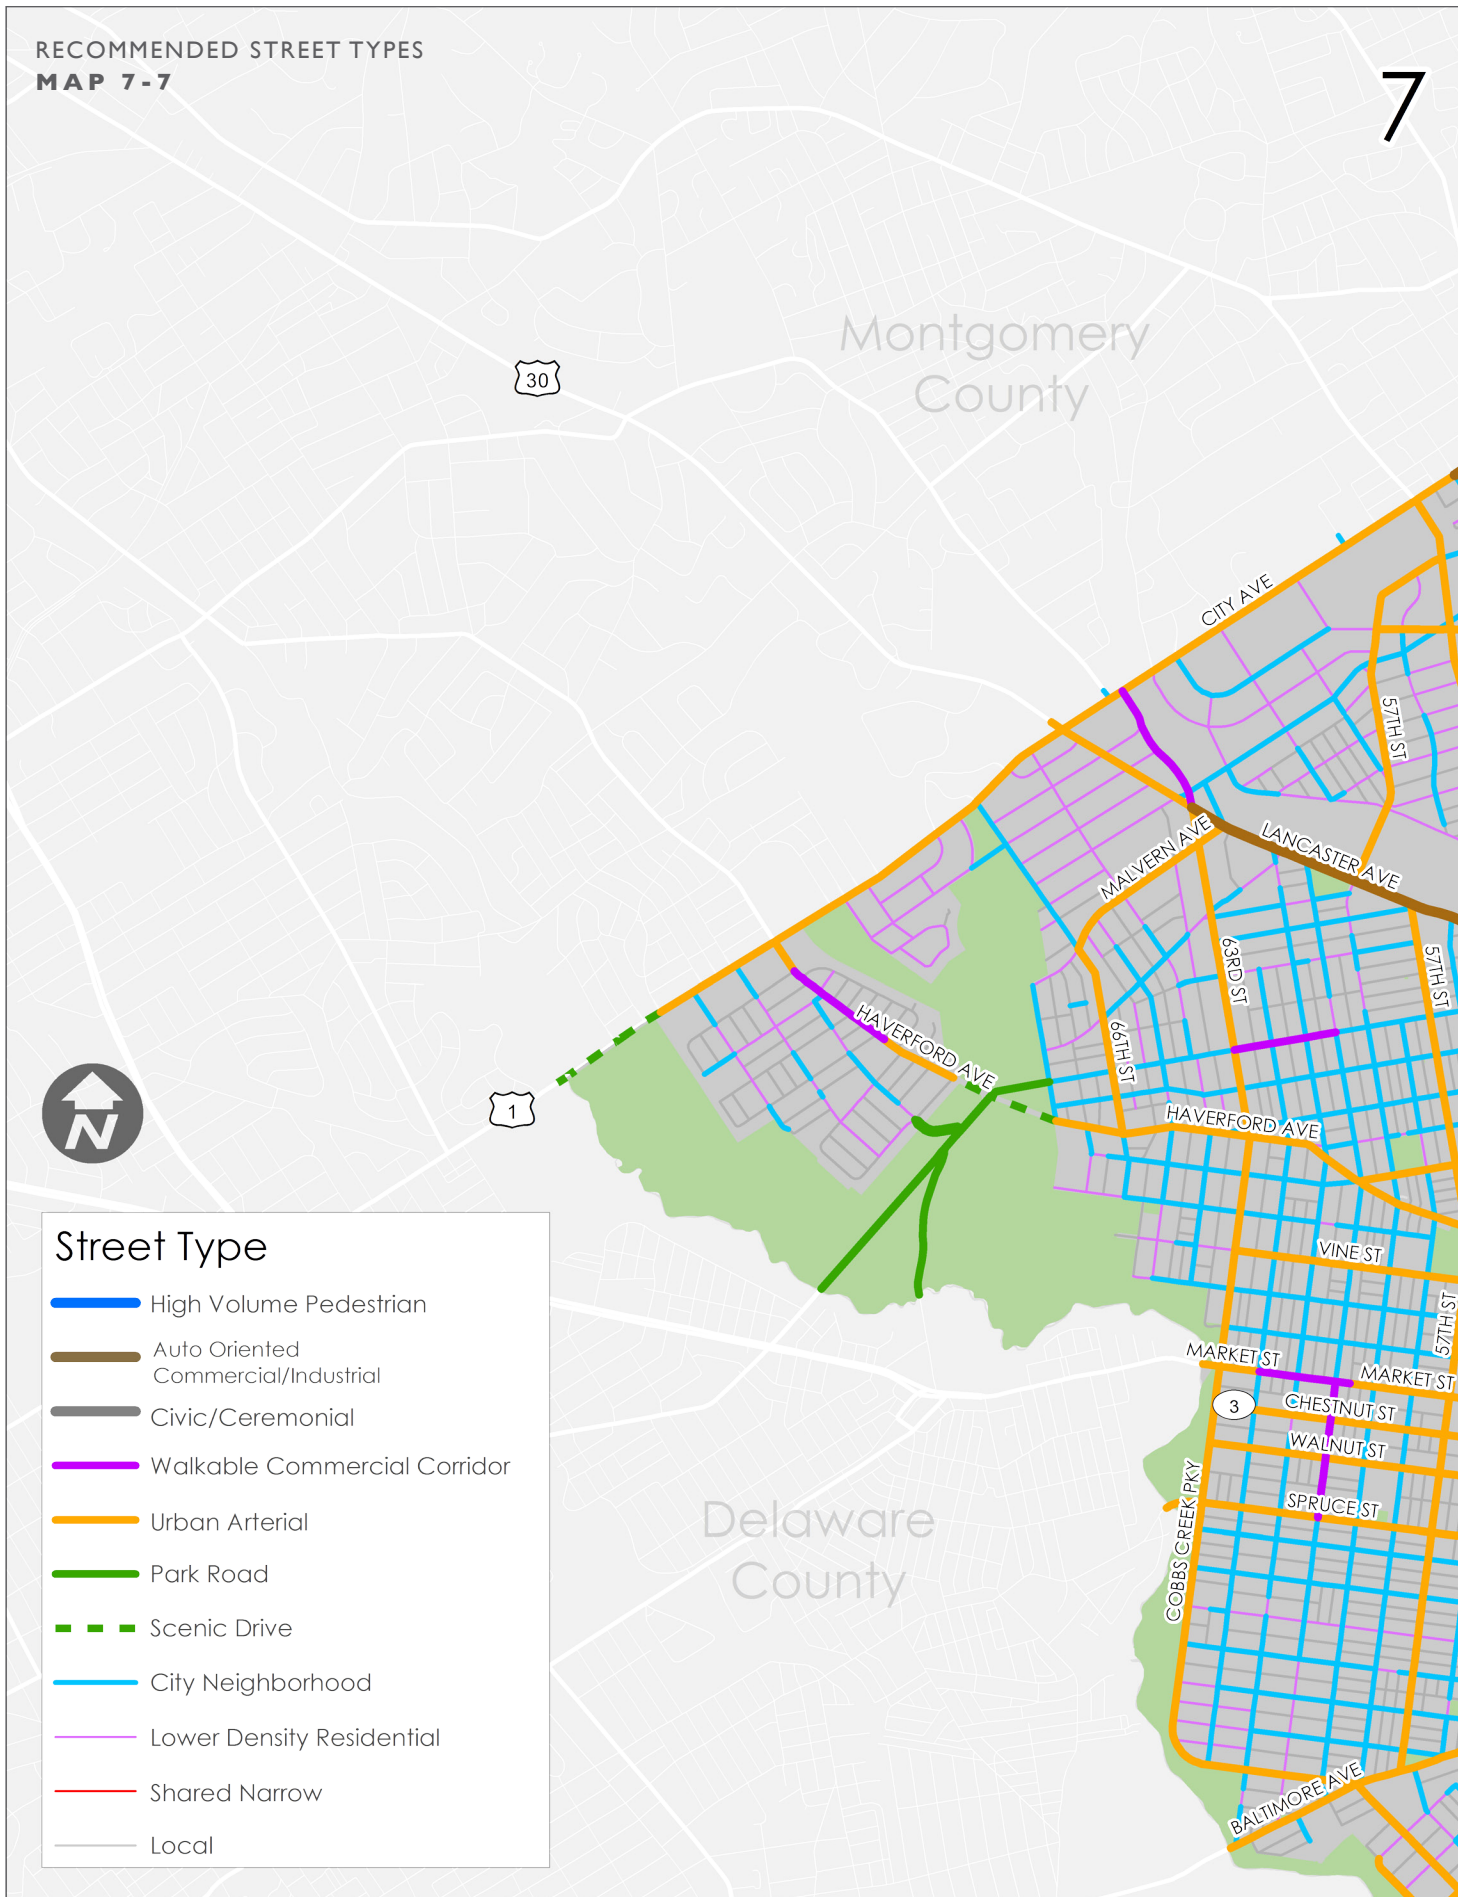 RECOMMENDED STREET TYPES
MAP 7-7
7
Montgomery
County
30
CITY AVE
57TH ST
LANCASTER AVE
MALVERN AVE
63RD ST
57TH ST
HAVERFORD AVE
66TH ST
1
HAVERFORD AVE
N
VINE ST
57TH ST
MARKET ST
MARKET ST
3
CHESTNUT ST
WALNUT ST
SPRUCE ST
COBBS CREEK PKY
Delaware
County
BALTIMORE AVE
Street Type
High Volume Pedestrian
Auto Oriented
Commercial/Industrial
Civic/Ceremonial
Walkable Commercial Corridor
Urban Arterial
Park Road
Scenic Drive
City Neighborhood
Lower Density Residential
Shared Narrow
Local